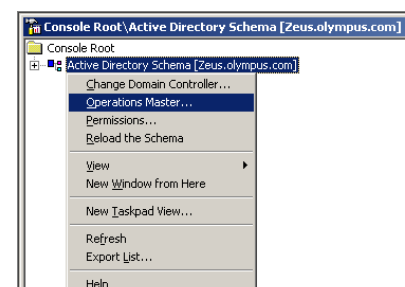 Console Root\Active Directory Schema [Zeus.olympus.com]
Console Root
Active Directory Schema [Zeus.olympus.com]
Change Domain Controller...
Operations Master...
Permissions...
Reload the Schema
View
New Window from Here
New Taskpad View...
Refresh
Export List...
Help